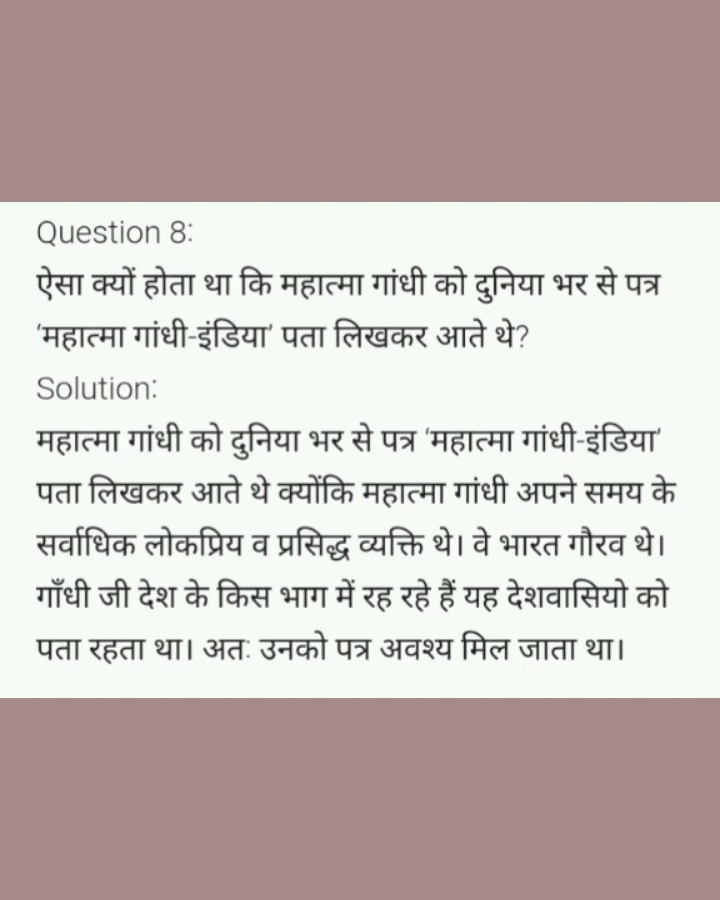 Question 8:
ऐसा क्यों होता था कि महात्मा गांधी को दुनिया भर से पत्र
'महात्मा गांधी-इंडिया' पता लिखकर आते थे?
Solution:
महात्मा गांधी को दुनिया भर से पत्र 'महात्मा गांधी-इंडिया'
पता लिखकर आते थे क्योंकि महात्मा गांधी अपने समय के
सर्वाधिक लोकप्रिय व प्रसिद्ध व्यक्ति थे। वे भारत गौरव थे।
गाँधी जी देश के किस भाग में रह रहे हैं यह देशवासियो को
पता रहता था। अतः उनको पत्र अवश्य मिल जाता था।